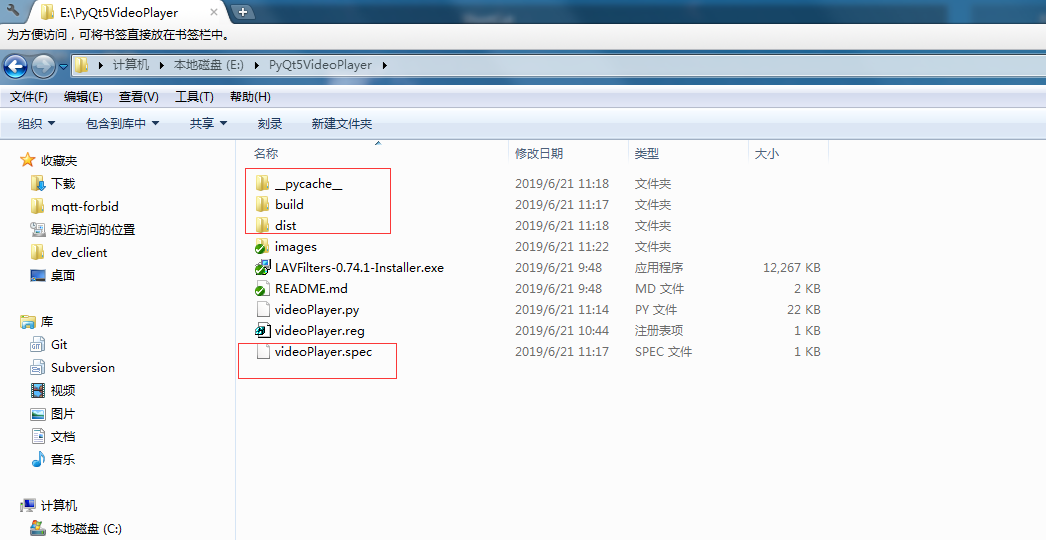 E:\PyQt5VideoPlayer
为方便访问，可将书签直接放在书签栏中。
计算机 本地磁盘 (E:) PyQt5VideoPlayer
文件(F) 编辑(E) 查看(V) 工具(T) 帮助(H)
组织 包含到库中 共享 刻录 新建文件夹
名称 修改日期 类型 大小
收藏夹
下载
mqtt-forbid
最近访问的位置
dev_client
桌面
库
Git
Subversion
视频
图片
文档
音乐
计算机
本地磁盘 (C:)
__pycache__ 2019/6/21 11:18 文件夹
build 2019/6/21 11:17 文件夹
dist 2019/6/21 11:18 文件夹
images 2019/6/21 11:22 文件夹
LAVFilters-0.74.1-Installer.exe 2019/6/21 9:48 应用程序 12,267 KB
README.md 2019/6/21 9:48 MD 文件 2 KB
videoPlayer.py 2019/6/21 11:14 PY 文件 22 KB
videoPlayer.reg 2019/6/21 10:44 注册表项 1 KB
videoPlayer.spec 2019/6/21 11:17 SPEC 文件 1 KB